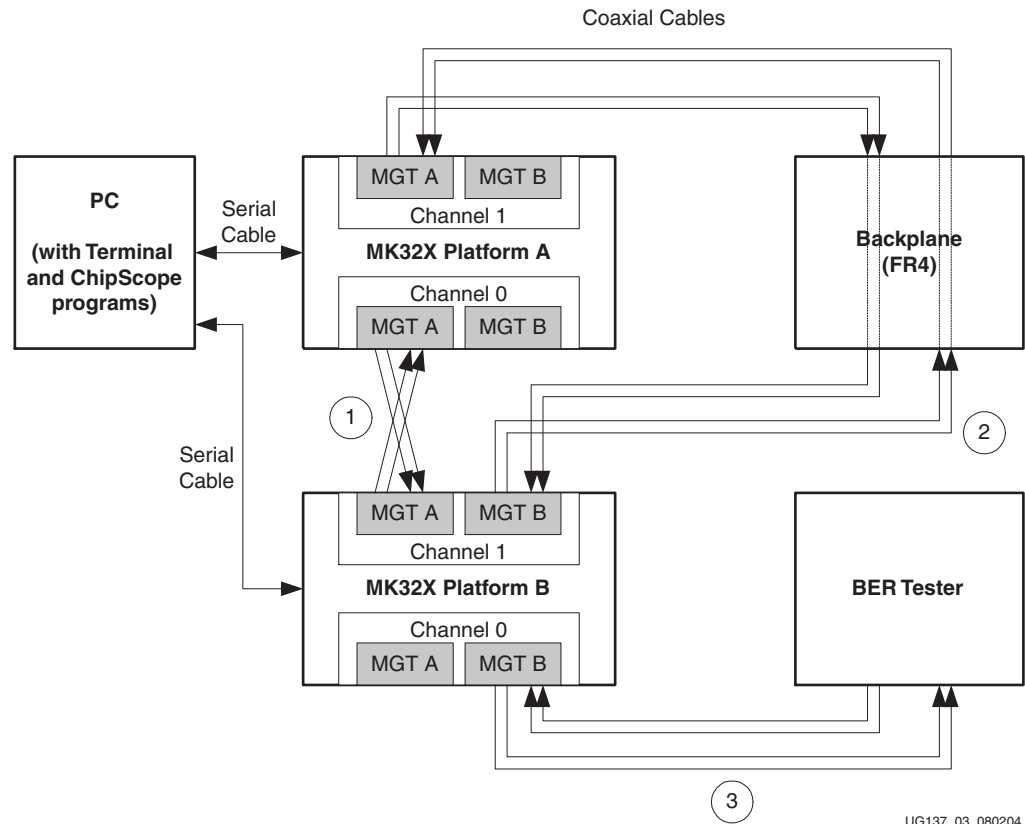 Coaxial Cables
MGT A
MGT B
Channel 1
MK32X Platform A
Channel 0
MGT A
MGT B
PC
(with Terminal
and ChipScope
programs)
Serial
Cable
Backplane
(FR4)
1
2
Serial
Cable
MGT A
MGT B
Channel 1
MK32X Platform B
Channel 0
MGT A
MGT B
BER Tester
3
UG137_03_080204